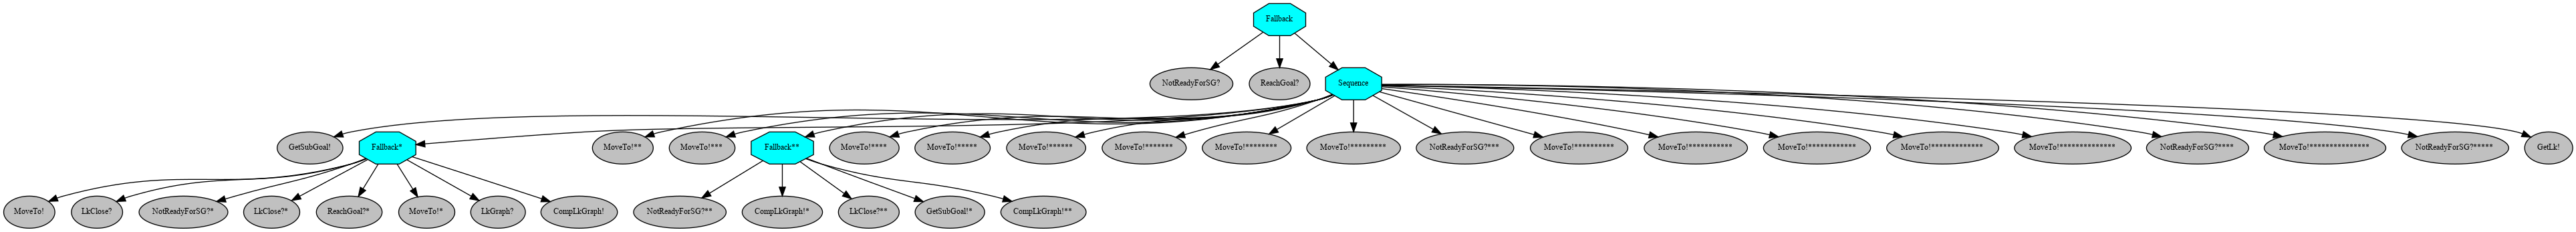 Fallback
NotReadyForSG?
ReachGoal?
Sequence
GetSubGoal!
Fallback*
MoveTo!**
MoveTo!***
Fallback**
MoveTo!****
MoveTo!*****
MoveTo!******
MoveTo!*******
MoveTo!********
MoveTo!*********
NotReadyForSG?***
MoveTo!**********
MoveTo!***********
MoveTo!************
MoveTo!*************
MoveTo!**************
NotReadyForSG?****
MoveTo!***************
NotReadyForSG?*****
GetLk!
MoveTo!
LkClose?
NotReadyForSG?*
LkClose?*
ReachGoal?*
MoveTo!*
LkGraph?
CompLkGraph!
NotReadyForSG?**
CompLkGraph!*
LkClose?**
GetSubGoal!*
CompLkGraph!**